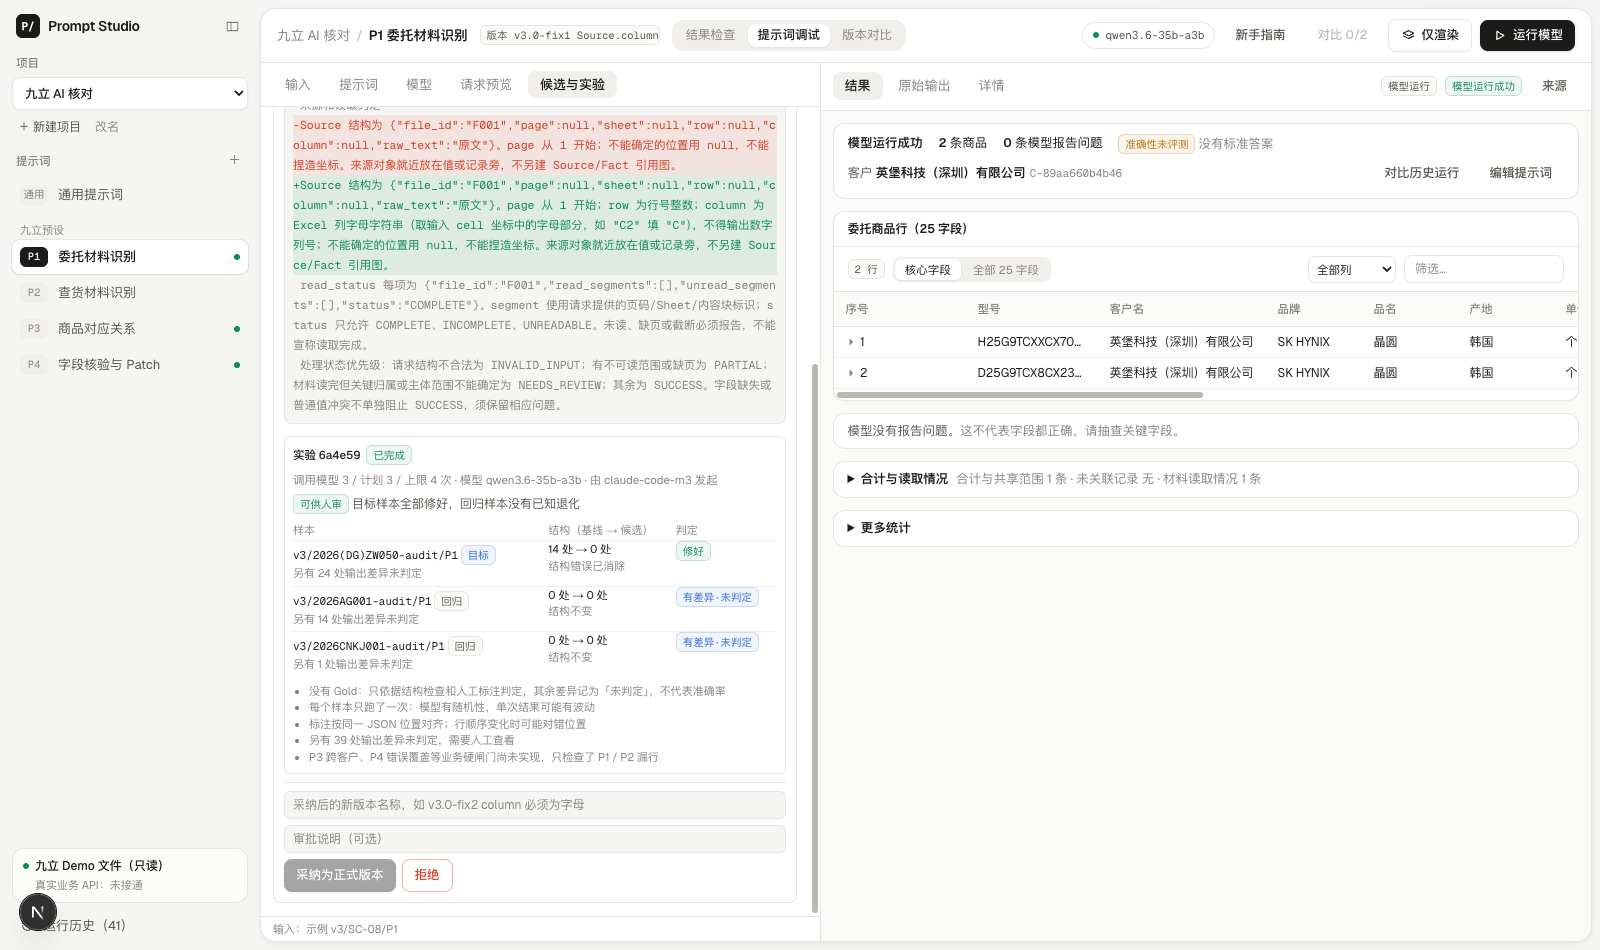 P/ Prompt Studio
项目
九立 AI 核对
+ 新建项目 改名
提示词
通用 通用提示词
九立预设
P1 委托材料识别
P2 查货材料识别
P3 商品对应关系
P4 字段核验与 Patch
九立 Demo 文件（只读）
真实业务 API：未接通
N
运行历史（41）
九立 AI 核对 / P1 委托材料识别
版本 v3.0-fix1 Source.column
结果检查 提示词调试 版本对比
qwen3.6-35b-a3b
新手指南
对比 0/2
仅渲染
运行模型
输入 提示词 模型 请求预览 候选与实验
-Source 结构为 {"file_id":"F001","page":null,"sheet":null,"row":null,"c
olumn":null,"raw_text":"原文"}。page 从 1 开始；不能确定的位置用 null，不能
捏造坐标。来源对象就近放在值或记录旁，不另建 Source/Fact 引用图。
+Source 结构为 {"file_id":"F001","page":null,"sheet":null,"row":null,"c
olumn":null,"raw_text":"原文"}。page 从 1 开始；row 为行号整数；column 为
Excel 列字母字符串（取输入 cell 坐标中的字母部分，如 "C2" 填 "C"），不得输出数字
列号；不能确定的位置用 null，不能捏造坐标。来源对象就近放在值或记录旁，不另建 Sour
ce/Fact 引用图。
read_status 每项为 {"file_id":"F001","read_segments":[],"unread_segmen
ts":[],"status":"COMPLETE"}。segment 使用请求提供的页码/Sheet/内容块标识；s
tatus 只允许 COMPLETE、INCOMPLETE、UNREADABLE。未读、缺页或截断必须报告，不能
宣称读取完成。
处理状态优先级：请求结构不合法为 INVALID_INPUT；有不可读范围或缺页为 PARTIAL；
材料读完但关键归属或主体范围不能确定为 NEEDS_REVIEW；其余为 SUCCESS。字段缺失或
普通值冲突不单独阻止 SUCCESS，须保留相应问题。
实验 6a4e59 已完成
调用模型 3 / 计划 3 / 上限 4 次 · 模型 qwen3.6-35b-a3b · 由 claude-code-m3 发起
可供人审 目标样本全部修好，回归样本没有已知退化
样本 结构（基线 → 候选） 判定
v3/2026(DG)ZW050-audit/P1 目标 14 处 → 0 处 修好
另有 24 处输出差异未判定 结构错误已消除
v3/2026AG001-audit/P1 回归 0 处 → 0 处 有差异 · 未判定
另有 14 处输出差异未判定 结构不变
v3/2026CNKJ001-audit/P1 回归 0 处 → 0 处 有差异 · 未判定
另有 1 处输出差异未判定 结构不变
• 没有 Gold：只依据结构检查和人工标注判定，其余差异记为「未判定」，不代表准确率
• 每个样本只跑了一次：模型有随机性，单次结果可能有波动
• 标注按同一 JSON 位置对齐；行顺序变化时可能对错位置
• 另有 39 处输出差异未判定，需要人工查看
• P3 跨客户、P4 错误覆盖等业务硬闸门尚未实现，只检查了 P1 / P2 漏行
采纳后的新版本名称，如 v3.0-fix2 column 必须为字母
审批说明（可选）
采纳为正式版本 拒绝
输入：示例 v3/SC-08/P1
结果 原始输出 详情
模型运行 模型运行成功 来源
模型运行成功 2 条商品 0 条模型报告问题 准确性未评测 没有标准答案
客户 英堡科技（深圳）有限公司 C-89aa660b4b46
对比历史运行 编辑提示词
委托商品行（25 字段）
2 行 核心字段 全部 25 字段 全部列 筛选…
序号 型号 客户名 品牌 品名 产地 单
1 H25G9TCXXCX70... 英堡科技（深圳）有限公司 SK HYNIX 晶圆 韩国 个
2 D25G9TCX8CX23... 英堡科技（深圳）有限公司 SK HYNIX 晶圆 韩国 个
模型没有报告问题。这不代表字段都正确，请抽查关键字段。
▶ 合计与读取情况 合计与共享范围 1 条 · 未关联记录 无 · 材料读取情况 1 条
▶ 更多统计